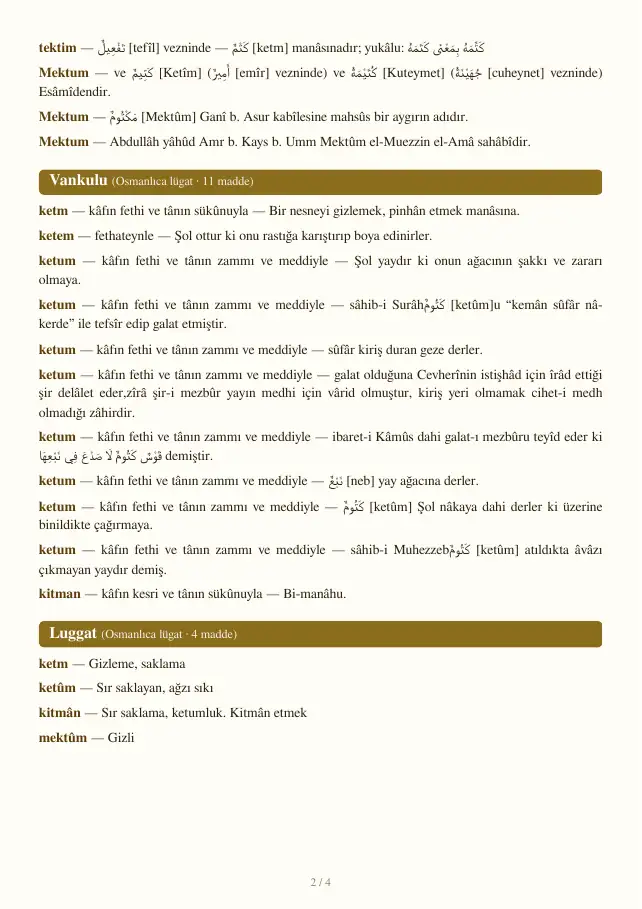 tektim — تَفْعِيلٌ [tefîl] vezninde — كَتْمٌ [ketm] manâsınadır; yukâlu: كَتَّمَهُ بِمَعْنَى كَتَمَهُ
Mektum — ve كَتِيمٌ [Ketîm] (أَمِيرٌ [emîr] vezninde) ve كُتَيْمَةُ [Kuteymet] (جُهَيْنَةُ [cuheynet] vezninde)
Esâmîdendir.
Mektum — مَكْتُومٌ [Mektûm] Ganî b. Asur kabîlesine mahsûs bir aygırın adıdır.
Mektum — Abdullâh yâhûd Amr b. Kays b. Umm Mektûm el-Muezzin el-Amâ sahâbîdir.
Vankulu (Osmanlıca lügat · 11 madde)
ketm — kâfın fethi ve tânın sükûnuyla — Bir nesneyi gizlemek, pinhân etmek manâsına.
ketem — fethateynle — Şol ottur ki onu rastığa karıştırıp boya edinirler.
ketum — kâfın fethi ve tânın zammı ve meddiyle — Şol yaydır ki onun ağacının şakkı ve zararı
olmaya.
ketum — kâfın fethi ve tânın zammı ve meddiyle — sâhib-i Surâhكَتُومٌ [ketûm]u “kemân sûfâr nâ-
kerde” ile tefsîr edip galat etmiştir.
ketum — kâfın fethi ve tânın zammı ve meddiyle — sûfâr kiriş duran geze derler.
ketum — kâfın fethi ve tânın zammı ve meddiyle — galat olduğuna Cevherînin istişhâd için îrâd ettiği
şir delâlet eder,zîrâ şir-i mezbûr yayın medhi için vârid olmuştur, kiriş yeri olmamak cihet-i medh
olmadığı zâhirdir.
ketum — kâfın fethi ve tânın zammı ve meddiyle — ibaret-i Kâmûs dahi galat-ı mezbûru teyîd eder ki
قَوْسٌ كَتُومٌ لَا صَدْعَ فِي نَبْعِهَا demiştir.
ketum — kâfın fethi ve tânın zammı ve meddiyle — نَبْعٌ [neb] yay ağacına derler.
ketum — kâfın fethi ve tânın zammı ve meddiyle — كَتُومٌ [ketûm] Şol nâkaya dahi derler ki üzerine
binildikte çağırmaya.
ketum — kâfın fethi ve tânın zammı ve meddiyle — sâhib-i Muhezzebكَتُومٌ [ketûm] atıldıkta âvâzı
çıkmayan yaydır demiş.
kitman — kâfın kesri ve tânın sükûnuyla — Bi-manâhu.
Luggat (Osmanlıca lügat · 4 madde)
ketm — Gizleme, saklama
ketûm — Sır saklayan, ağzı sıkı
kitmân — Sır saklama, ketumluk. Kitmân etmek
mektûm — Gizli
2 / 4